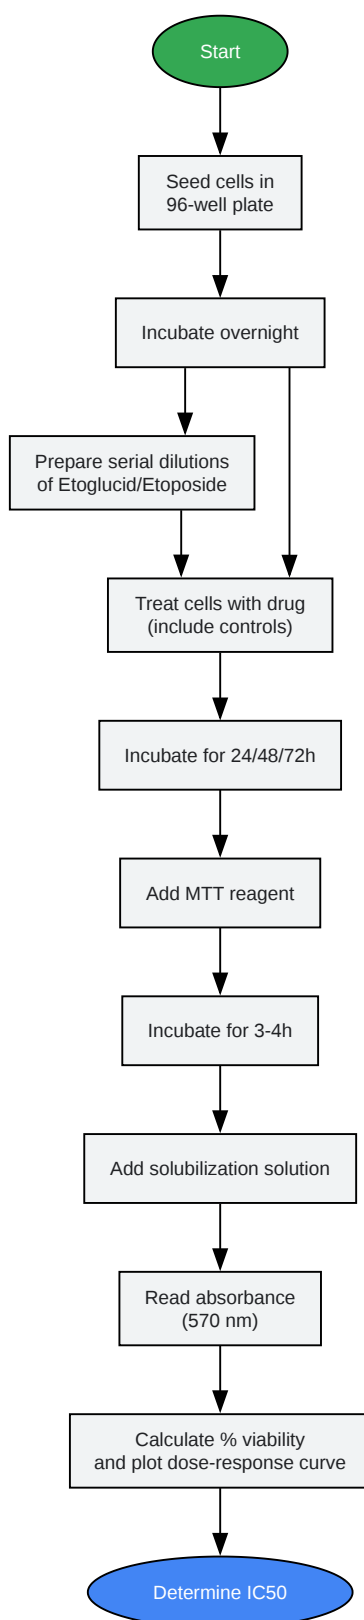 Start
Seed cells in
96-well plate
Incubate overnight
Prepare serial dilutions
of Etoglucid/Etoposide
Treat cells with drug
(include controls)
Incubate for 24/48/72h
Add MTT reagent
Incubate for 3-4h
Add solubilization solution
Read absorbance
(570 nm)
Calculate % viability
and plot dose-response curve
Determine IC50